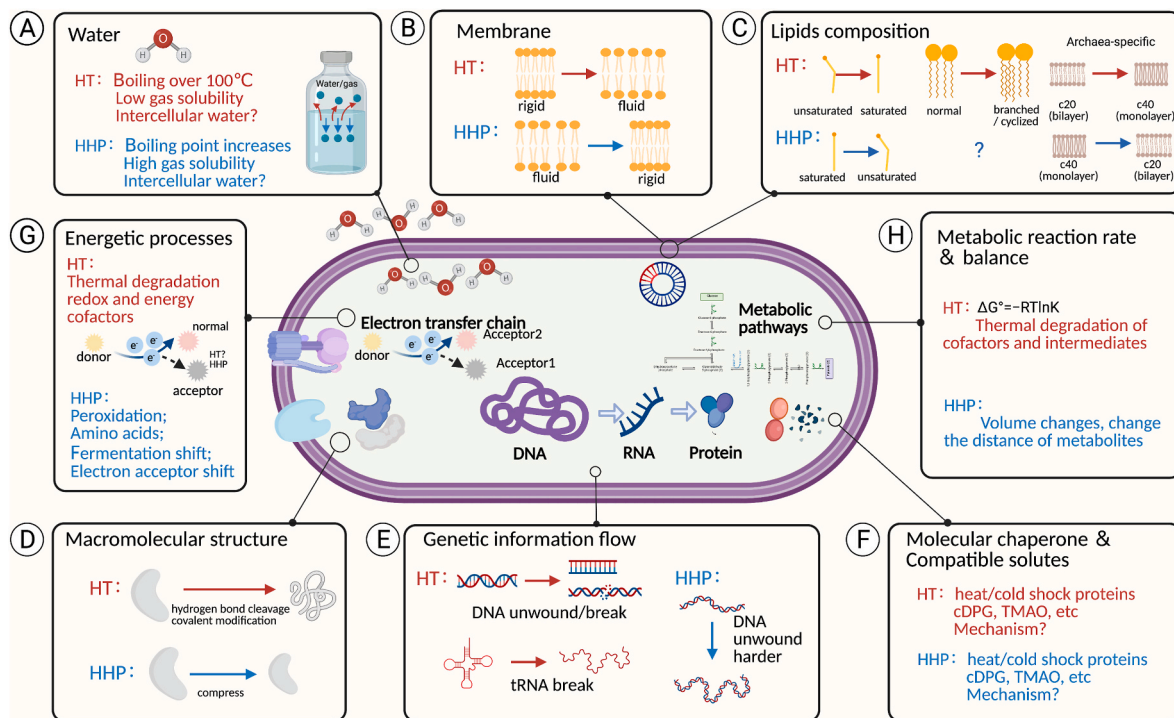 A
Water
O
H
H
HT: Boiling over 100℃
Low gas solubility
Intercellular water?
HHP: Boiling point increases
High gas solubility
Intercellular water?
Water/gas
B
Membrane
HT:
rigid
fluid
HHP:
fluid
rigid
C
Lipids composition
Archaea-specific
HT:
unsaturated
saturated
normal
branched
/ cyclized
c20
(bilayer)
c40
(monolayer)
HHP:
saturated
unsaturated
?
c40
(monolayer)
c20
(bilayer)
G
Energetic processes
HT:
Thermal degradation
redox and energy
cofactors
donor
e-
e-
e-
normal
HT?
HHP
acceptor
HHP:
Peroxidation;
Amino acids;
Fermentation shift;
Electron acceptor shift
O
H
H
O
H
H
O
H
H
O
H
H
O
H
H
O
H
H
Electron transfer chain
donor
e-
e-
e-
Acceptor2
Acceptor1
Metabolic
pathways
DNA
RNA
Protein
H
Metabolic reaction rate
& balance
HT: ΔG°=−RTlnK
Thermal degradation of
cofactors and intermediates
HHP:
Volume changes, change
the distance of metabolites
D
Macromolecular structure
HT:
hydrogen bond cleavage
covalent modification
HHP:
compress
E
Genetic information flow
HT:
DNA unwound/break
tRNA break
HHP:
DNA
unwound
harder
F
Molecular chaperone &
Compatible solutes
HT: heat/cold shock proteins
cDPG, TMAO, etc
Mechanism?
HHP: heat/cold shock proteins
cDPG, TMAO, etc
Mechanism?